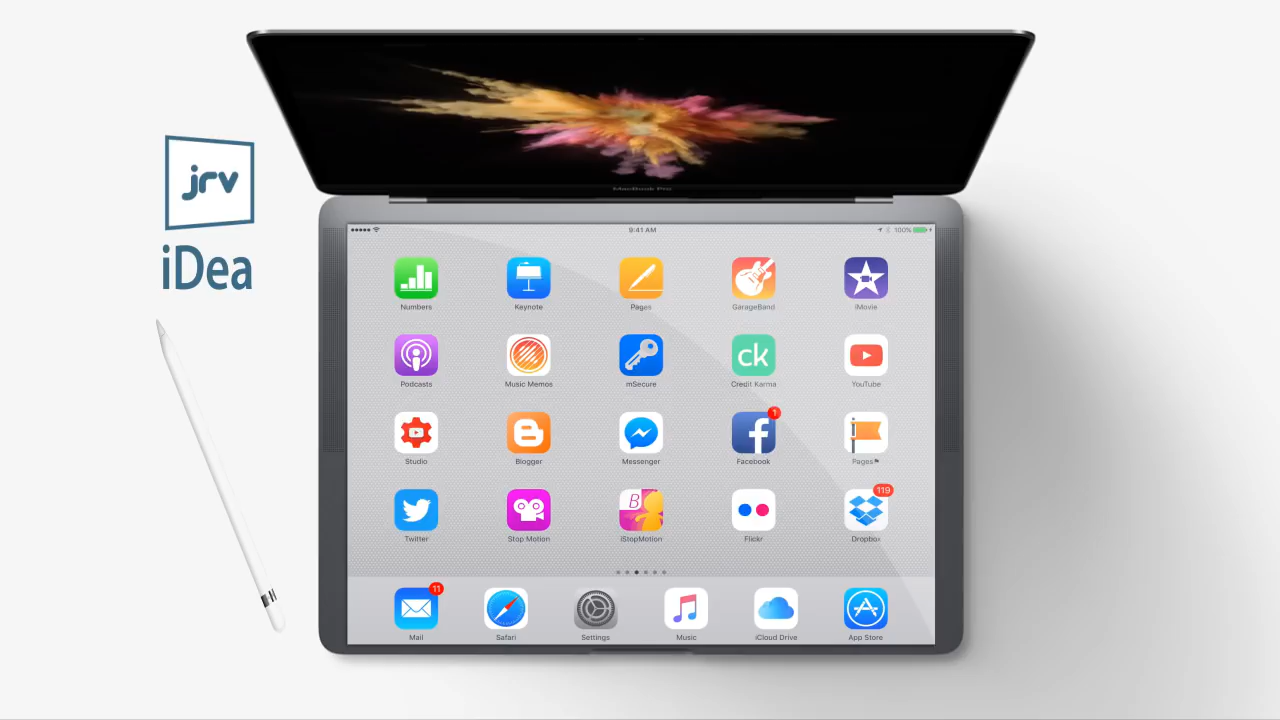 jrv
iDea
MacBook Pro
9:41 AM
100%
Numbers
Keynote
Pages
GarageBand
iMovie
Podcasts
Music Memos
mSecure
ck
Credit Karma
YouTube
Studio
Blogger
Messenger
1
Facebook
Pages
Twitter
Stop Motion
B
iStopMotion
Flickr
119
Dropbox
11
Mail
Safari
Settings
Music
iCloud Drive
App Store